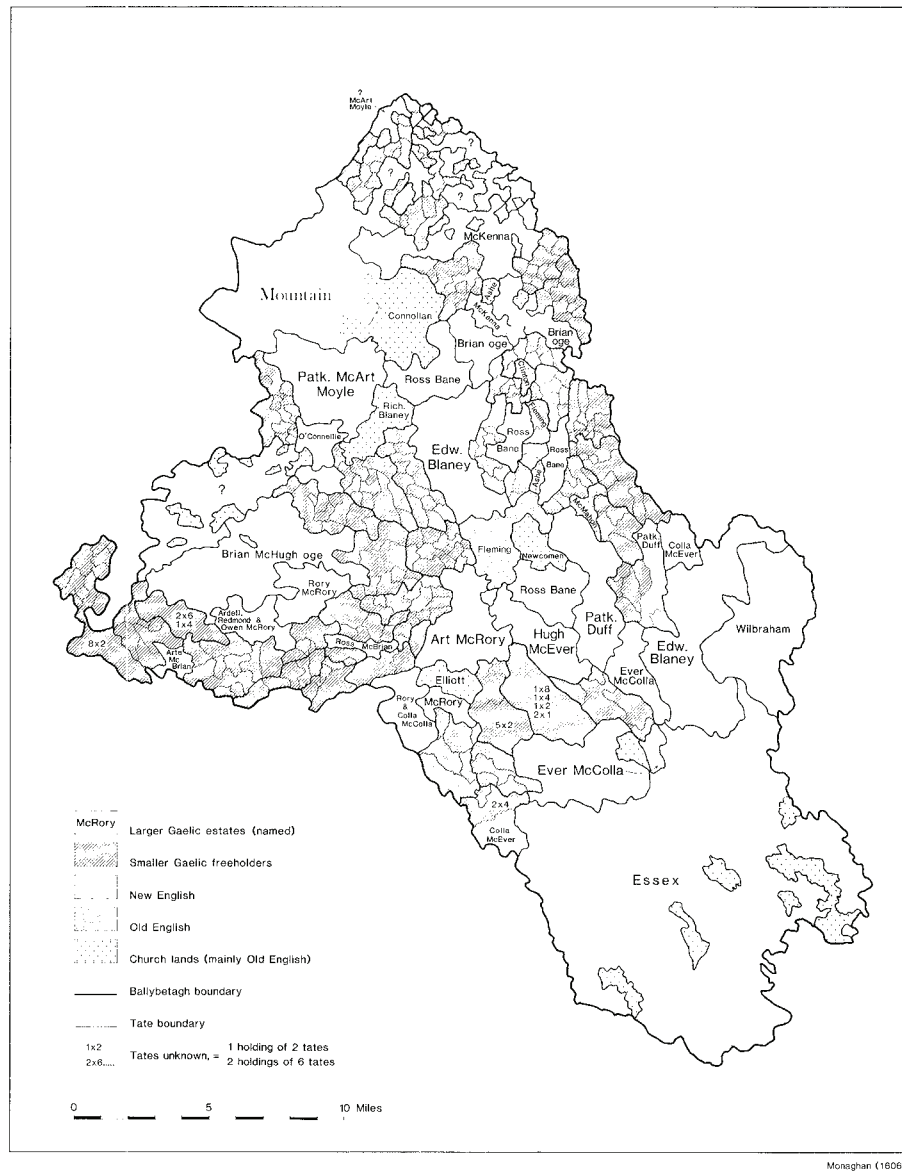 ?
McArt
Moyle
?
?
?
McKenna
Ashe
McKenna
Mountain
Connollan
Brian oge
Brian
oge
Patk. McArt
Moyle
Ross Bane
Rich.
Blaney
O'Connellie
Edw.
Blaney
Ross
Bane
Ross
Bane
Ashe
McMahon
?
Brian McHugh oge
Rory
McRory
Fleming
Newcomen
Patk.
Duff
Colla
McEver
Ross Bane
Ardell,
Redmond &
Owen McRory
2x6
1x4
8x2
Arte
Mc
Brian
Ross McBrian
Art McRory
Hugh
McEver
Patk.
Duff
Edw.
Blaney
Wilbraham
Ever
McColla
Elliott
McRory
Rory
&
Colla
McColla
1x8
1x4
1x2
2x1
5x2
Ever McColla
2x4
Colla
McEver
Essex
McRory Larger Gaelic estates (named)
Smaller Gaelic freeholders
New English
Old English
Church lands (mainly Old English)
Ballybetagh boundary
Tate boundary
1x2 Tates unknown, = 1 holding of 2 tates
2x6..... 2 holdings of 6 tates
0 5 10 Miles
Monaghan (1606